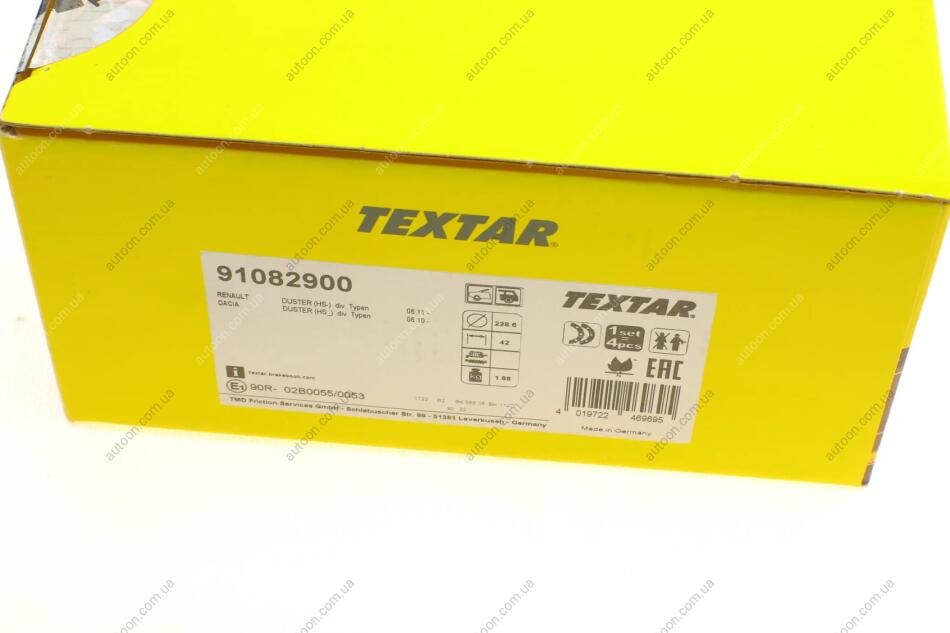 TEXTAR®
91082900
RENAULT DUSTER (HS-) div. Typen 06.11 -
DACIA DUSTER (HS_) div. Typen 06.10 -
228.6
42
KG 1.68
TEXTAR®
1set
=
4pcs
EAC
i textar.brakebook.com
E1 90R- 02B0055/0053
TMD Friction Services GmbH - Schlebuscher Str. 99 - 51381 Leverkusen - Germany
4 019722 469695
Made in Germany
autoon.com.ua